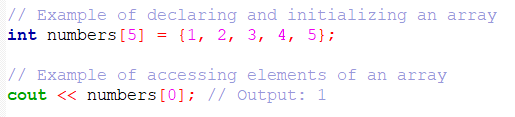 // Example of declaring and initializing an array
int numbers[5] = {1, 2, 3, 4, 5};
// Example of accessing elements of an array
cout << numbers[0]; // Output: 1